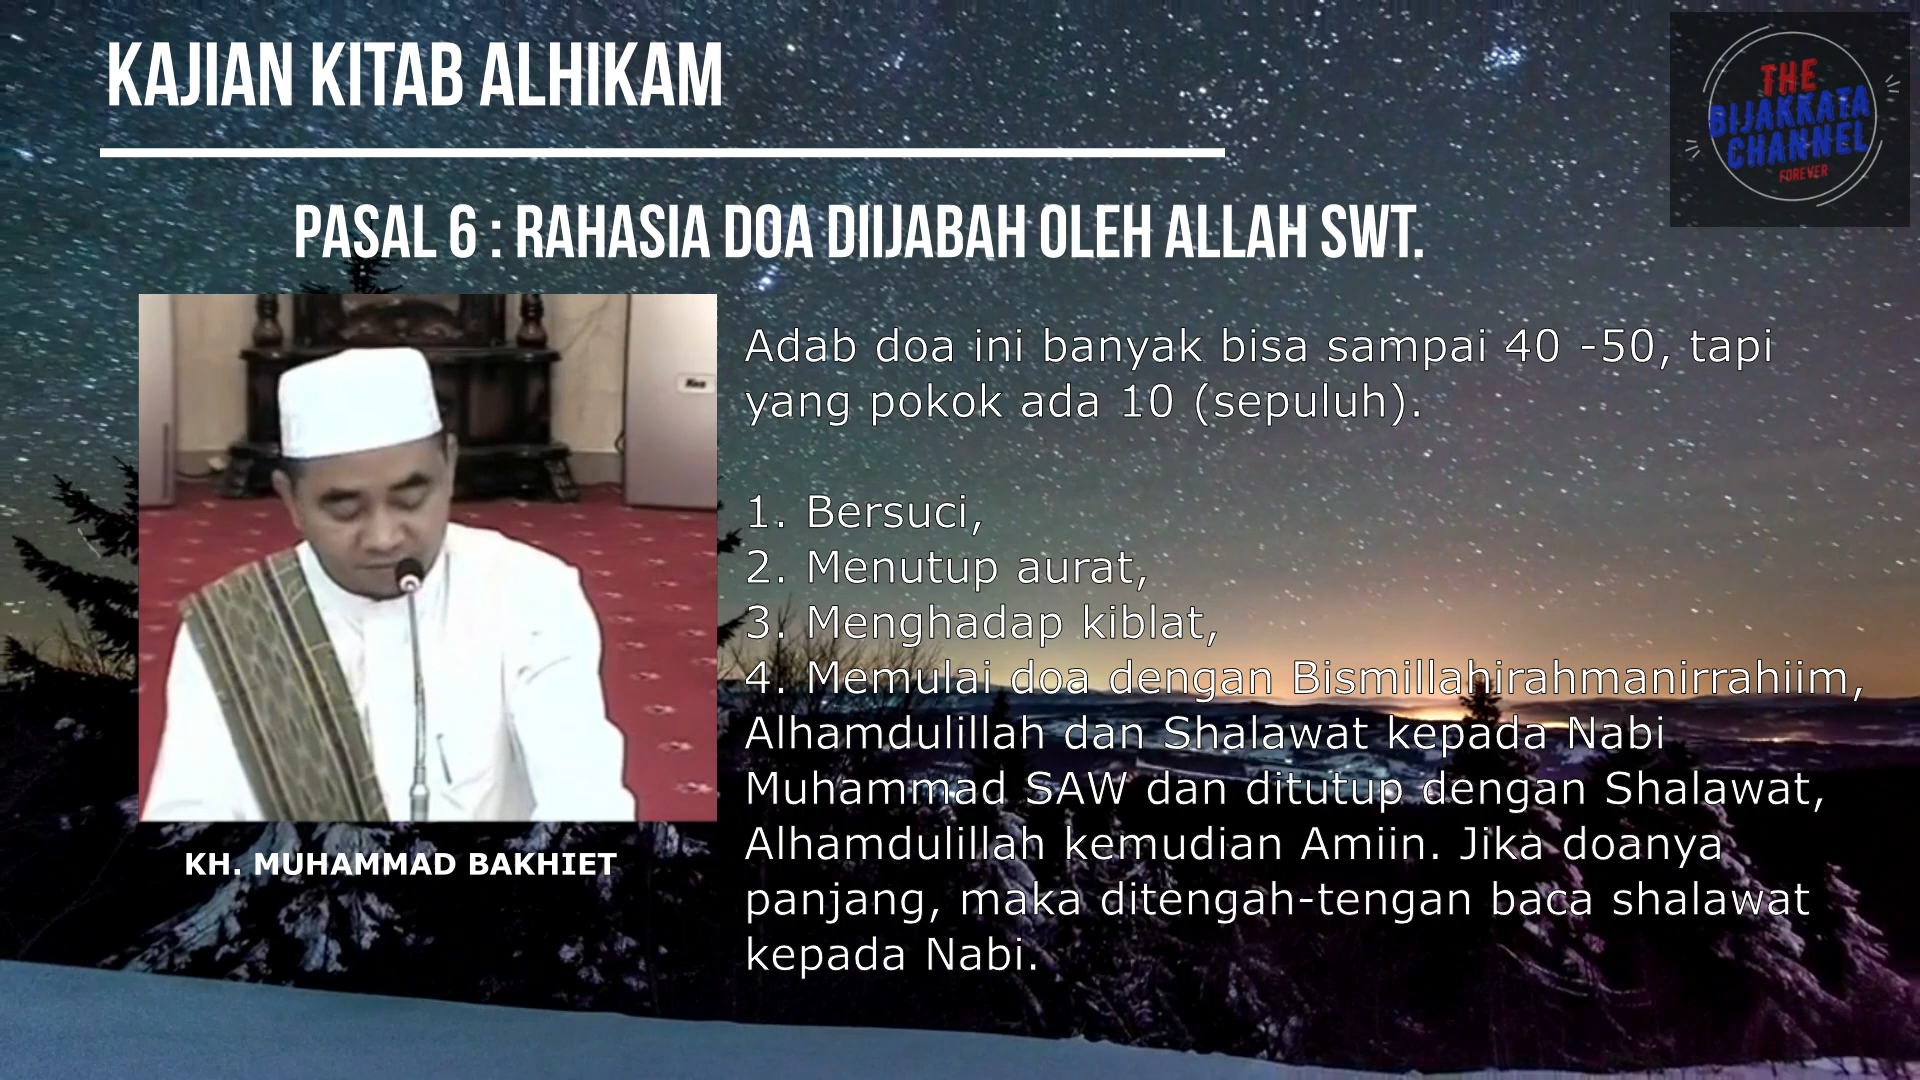 KAJIAN KITAB ALHIKAM
THE
BIJAKKATA
CHANNEL
FOREVER
PASAL 6 : RAHASIA DOA DIIJABAH OLEH ALLAH SWT.
Adab doa ini banyak bisa sampai 40 -50, tapi
yang pokok ada 10 (sepuluh).
1. Bersuci,
2. Menutup aurat,
3. Menghadap kiblat,
4. Memulai doa dengan Bismillahirahmanirrahiim,
Alhamdulillah dan Shalawat kepada Nabi
Muhammad SAW dan ditutup dengan Shalawat,
Alhamdulillah kemudian Amiin. Jika doanya
panjang, maka ditengah-tengan baca shalawat
kepada Nabi.
KH. MUHAMMAD BAKHIET